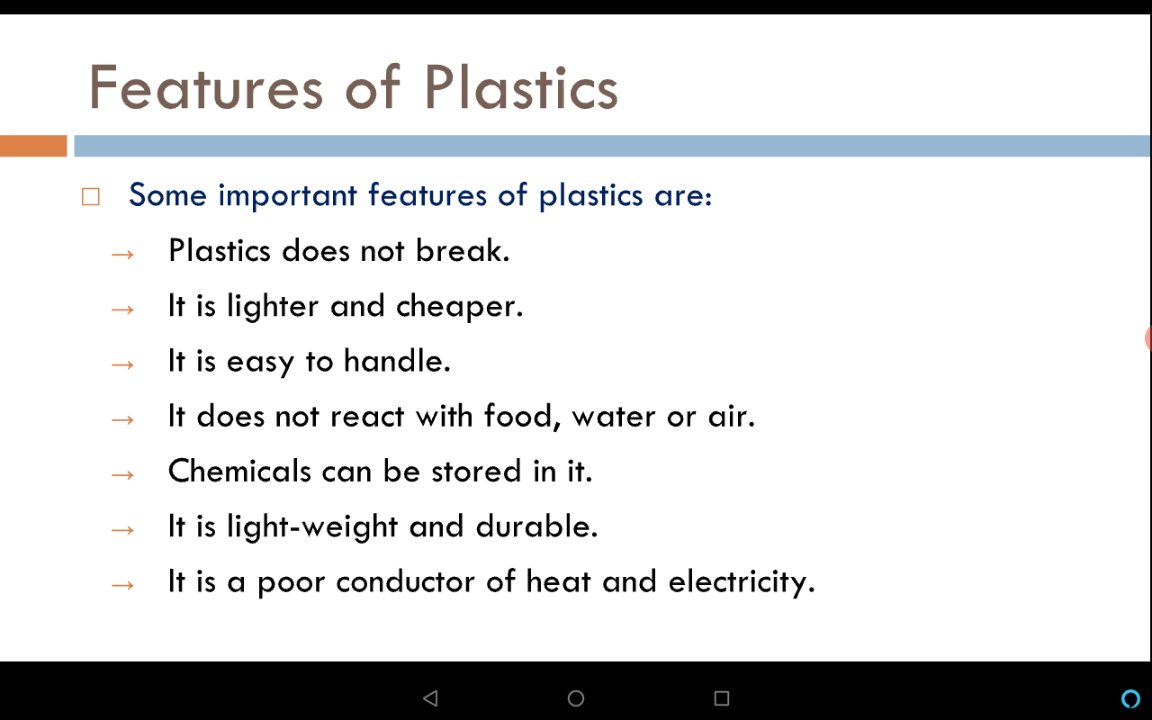 Features of Plastics
Some important features of plastics are:
→ Plastics does not break.
→ It is lighter and cheaper.
→ It is easy to handle.
→ It does not react with food, water or air.
→ Chemicals can be stored in it.
→ It is light-weight and durable.
→ It is a poor conductor of heat and electricity.